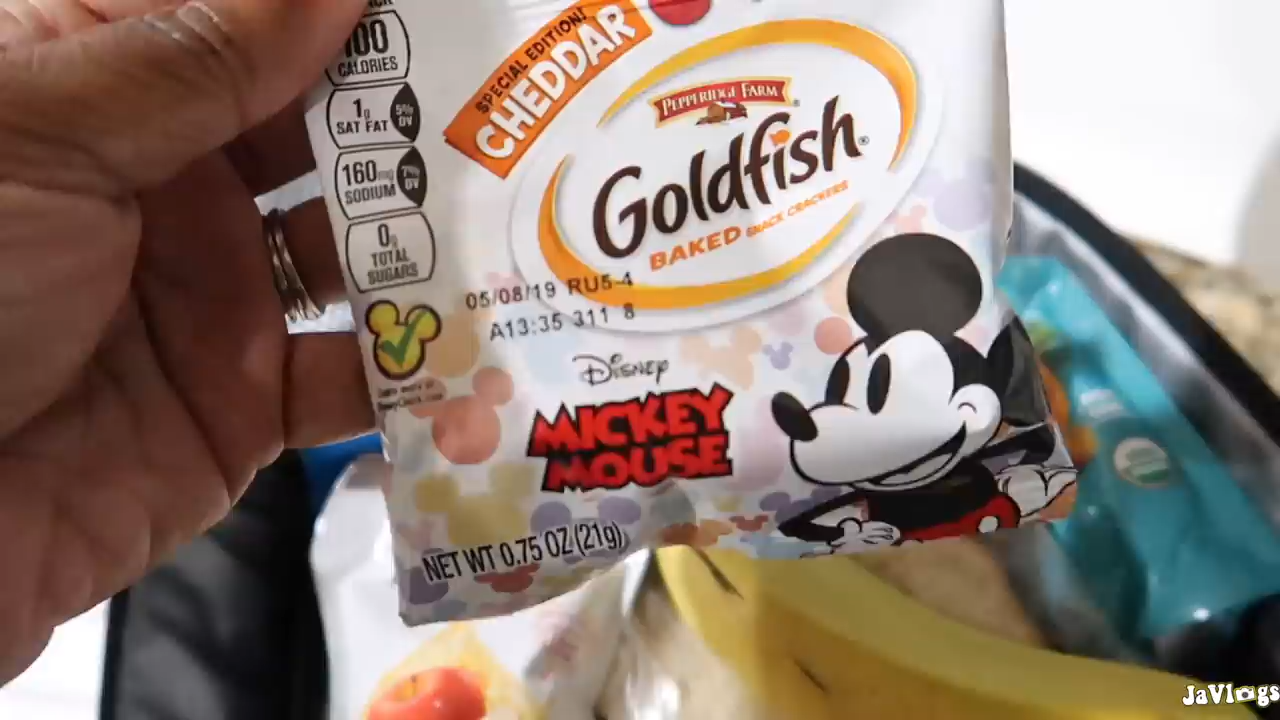 100
CALORIES
1g
SAT FAT
5%
DV
160mg
SODIUM
7%
DV
0g
TOTAL
SUGARS
SPECIAL EDITION!
CHEDDAR
PEPPERIDGE FARM
Goldfish®
BAKED SNACK CRACKERS
05/08/19 RU5-4
A13:35 311 8
Disney
MICKEY
MOUSE
NET WT 0.75 OZ (21g)
JaVlogs